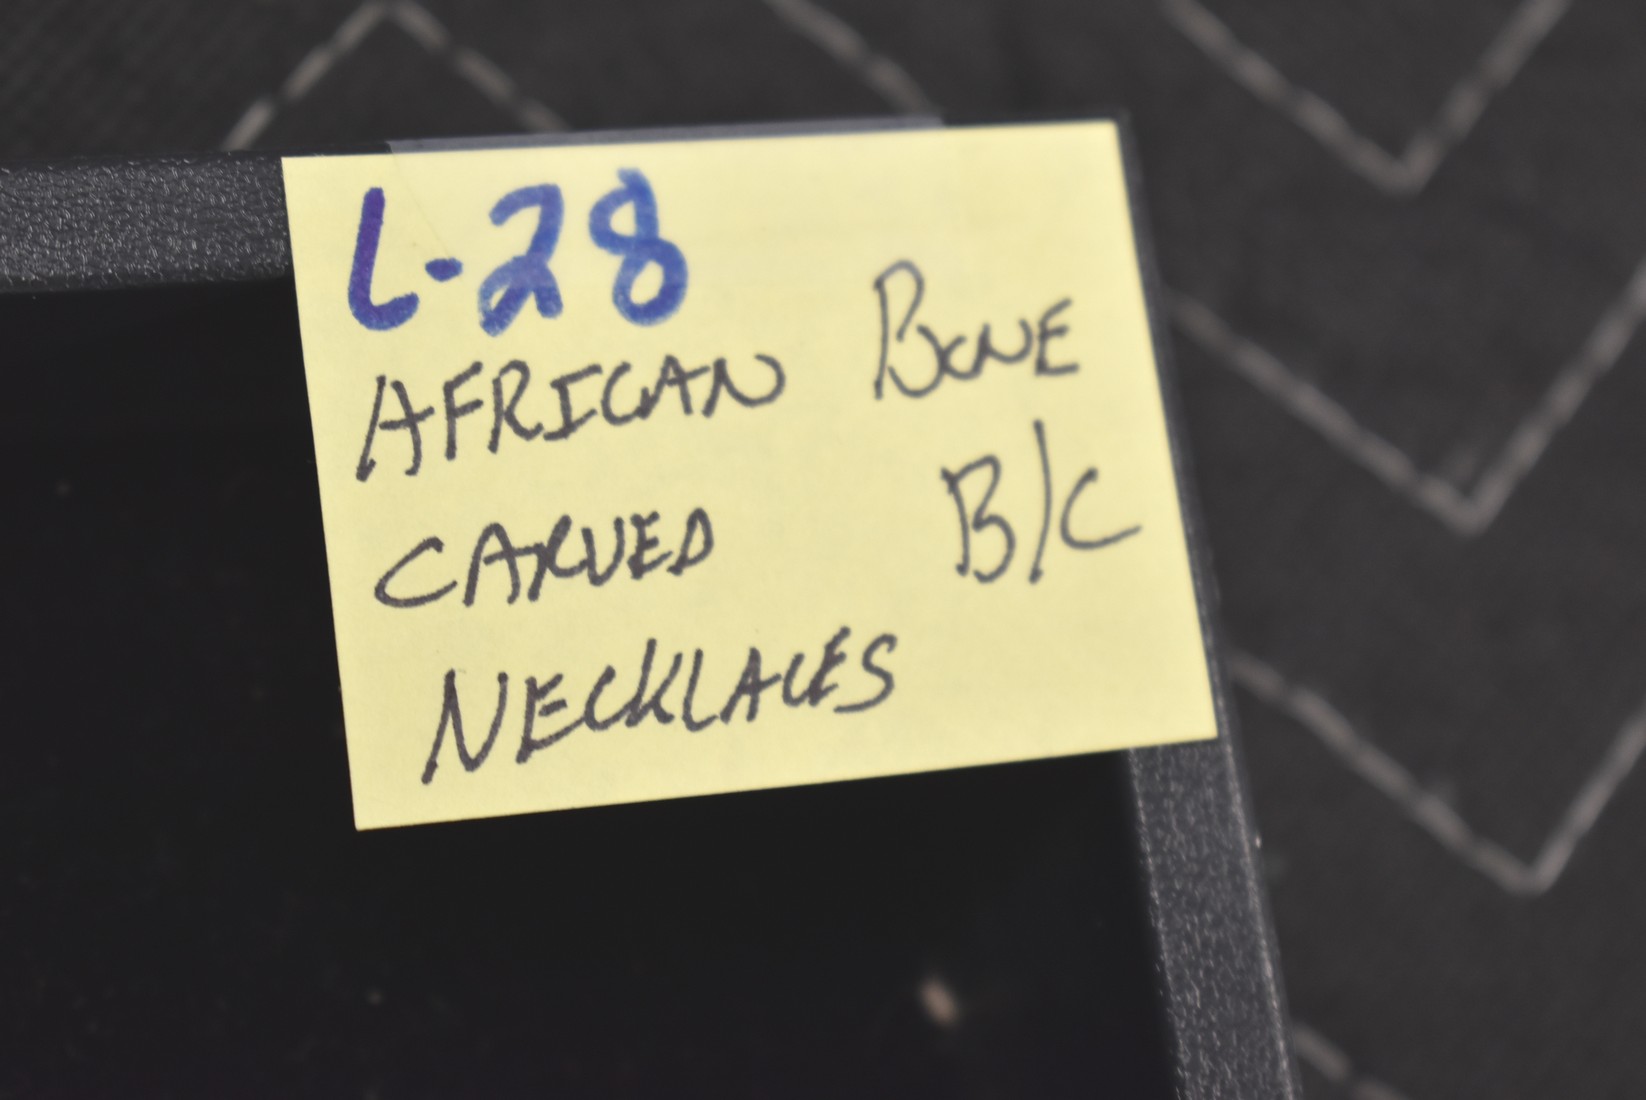 L-28
AFRICAN BONE
CARVED B/C
NECKLACES